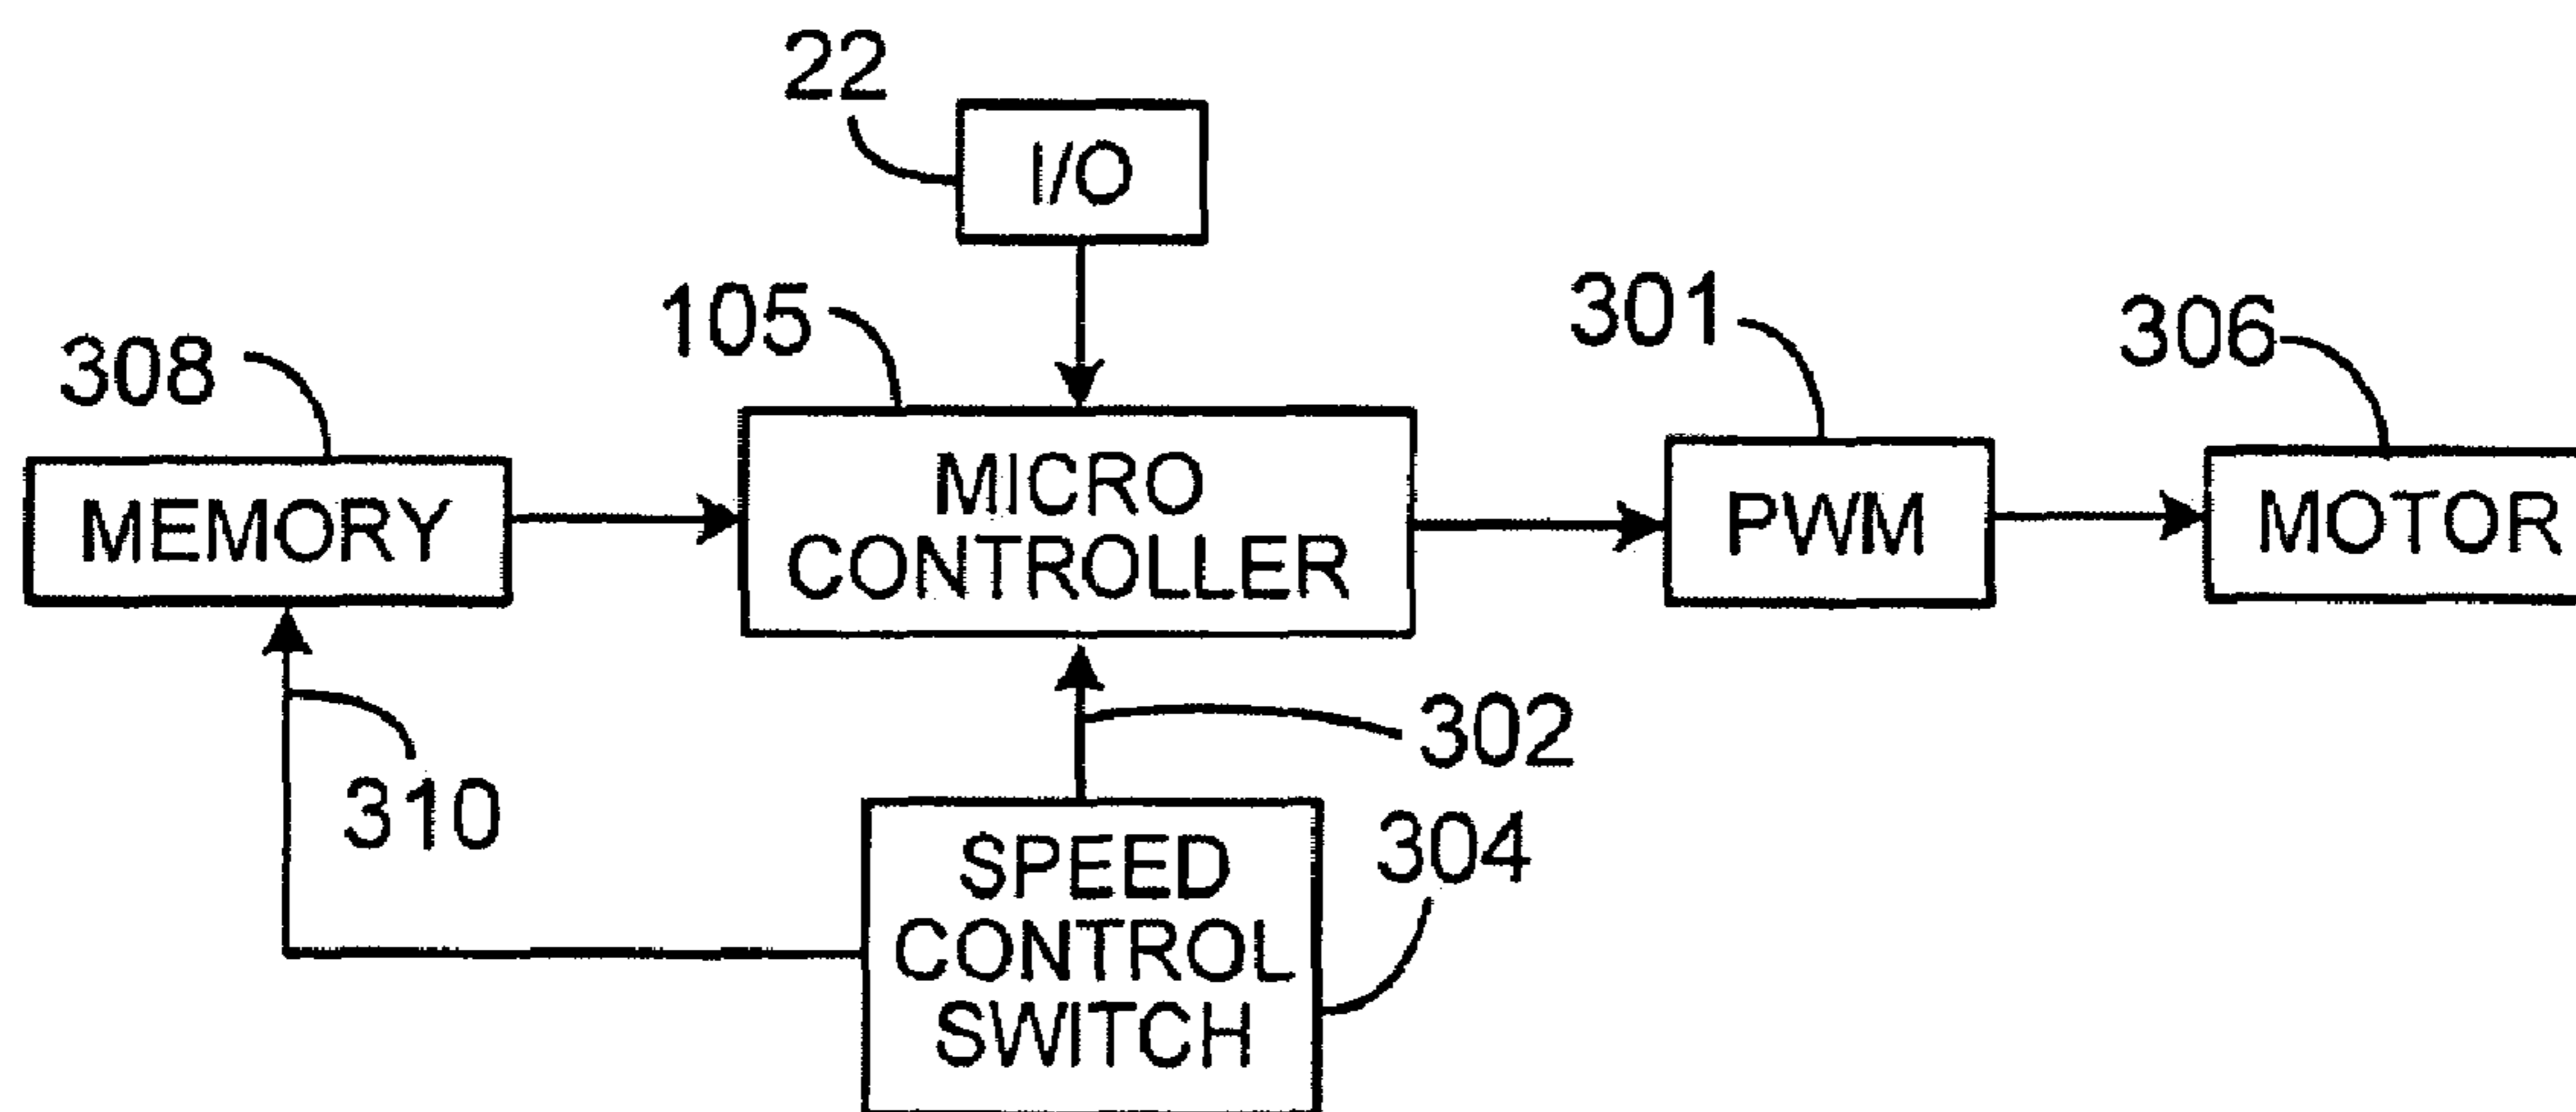 22
I/O
105
301
306
308
MICRO
CONTROLLER
MEMORY
PWM
MOTOR
302
310
304
SPEED
CONTROL
SWITCH